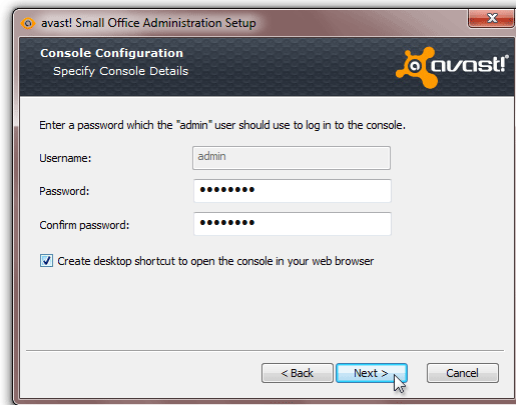 avast! Small Office Administration Setup
Console Configuration
Specify Console Details
avast!
Enter a password which the "admin" user should use to log in to the console.
Username:
admin
Password:
••••••••
Confirm password:
••••••••
Create desktop shortcut to open the console in your web browser
< Back
Next >
Cancel